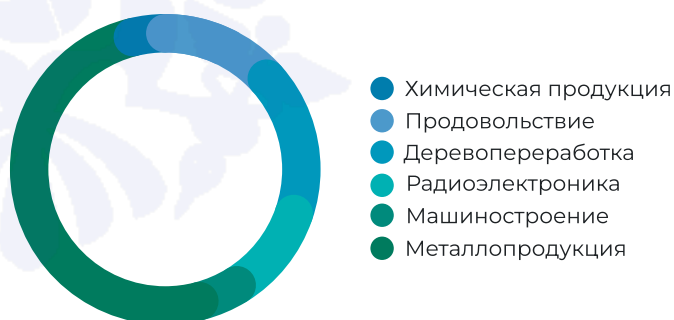 Химическая продукция
Продовольствие
Деревопереработка
Радиоэлектроника
Машиностроение
Металлопродукция